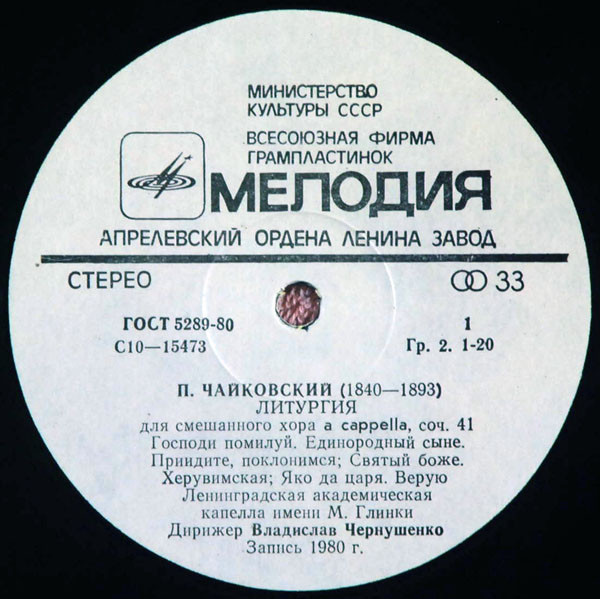 МИНИСТЕРСТВО
КУЛЬТУРЫ СССР
ВСЕСОЮЗНАЯ ФИРМА
ГРАМПЛАСТИНОК
МЕЛОДИЯ
АПРЕЛЕВСКИЙ ОРДЕНА ЛЕНИНА ЗАВОД
СТЕРЕО 33
ГОСТ 5289-80 1
С10—15473 Гр. 2. 1-20
П. ЧАЙКОВСКИЙ (1840—1893)
ЛИТУРГИЯ
для смешанного хора a cappella, соч. 41
Господи помилуй. Единородный сыне.
Приидите, поклонимся; Святый боже.
Херувимская; Яко да царя. Верую
Ленинградская академическая
капелла имени М. Глинки
Дирижер Владислав Чернушенко
Запись 1980 г.